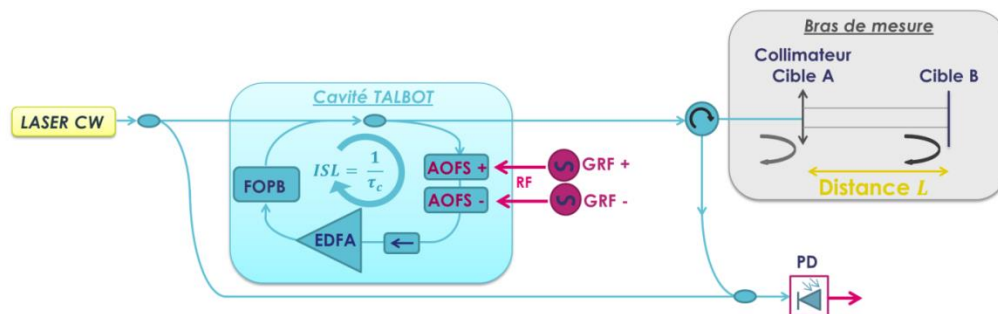 Bras de mesure
Collimateur
Cible A
Cible B
Cavité TALBOT
LASER CW
ISL = 1/τc
AOFS +
GRF +
FOPB
RF
AOFS -
GRF -
Distance L
EDFA
PD